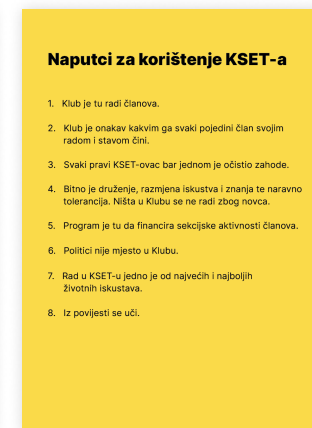 Naputci za korištenje KSET-a
1. Klub je tu radi članova.
2. Klub je onakav kakvim ga svaki pojedini član svojim
radom i stavom čini.
3. Svaki pravi KSET-ovac bar jednom je očistio zahode.
4. Bitno je druženje, razmjena iskustva i znanja te naravno
tolerancija. Ništa u Klubu se ne radi zbog novca.
5. Program je tu da financira sekcijske aktivnosti članova.
6. Politici nije mjesto u Klubu.
7. Rad u KSET-u jedno je od najvećih i najboljih
životnih iskustava.
8. Iz povijesti se uči.